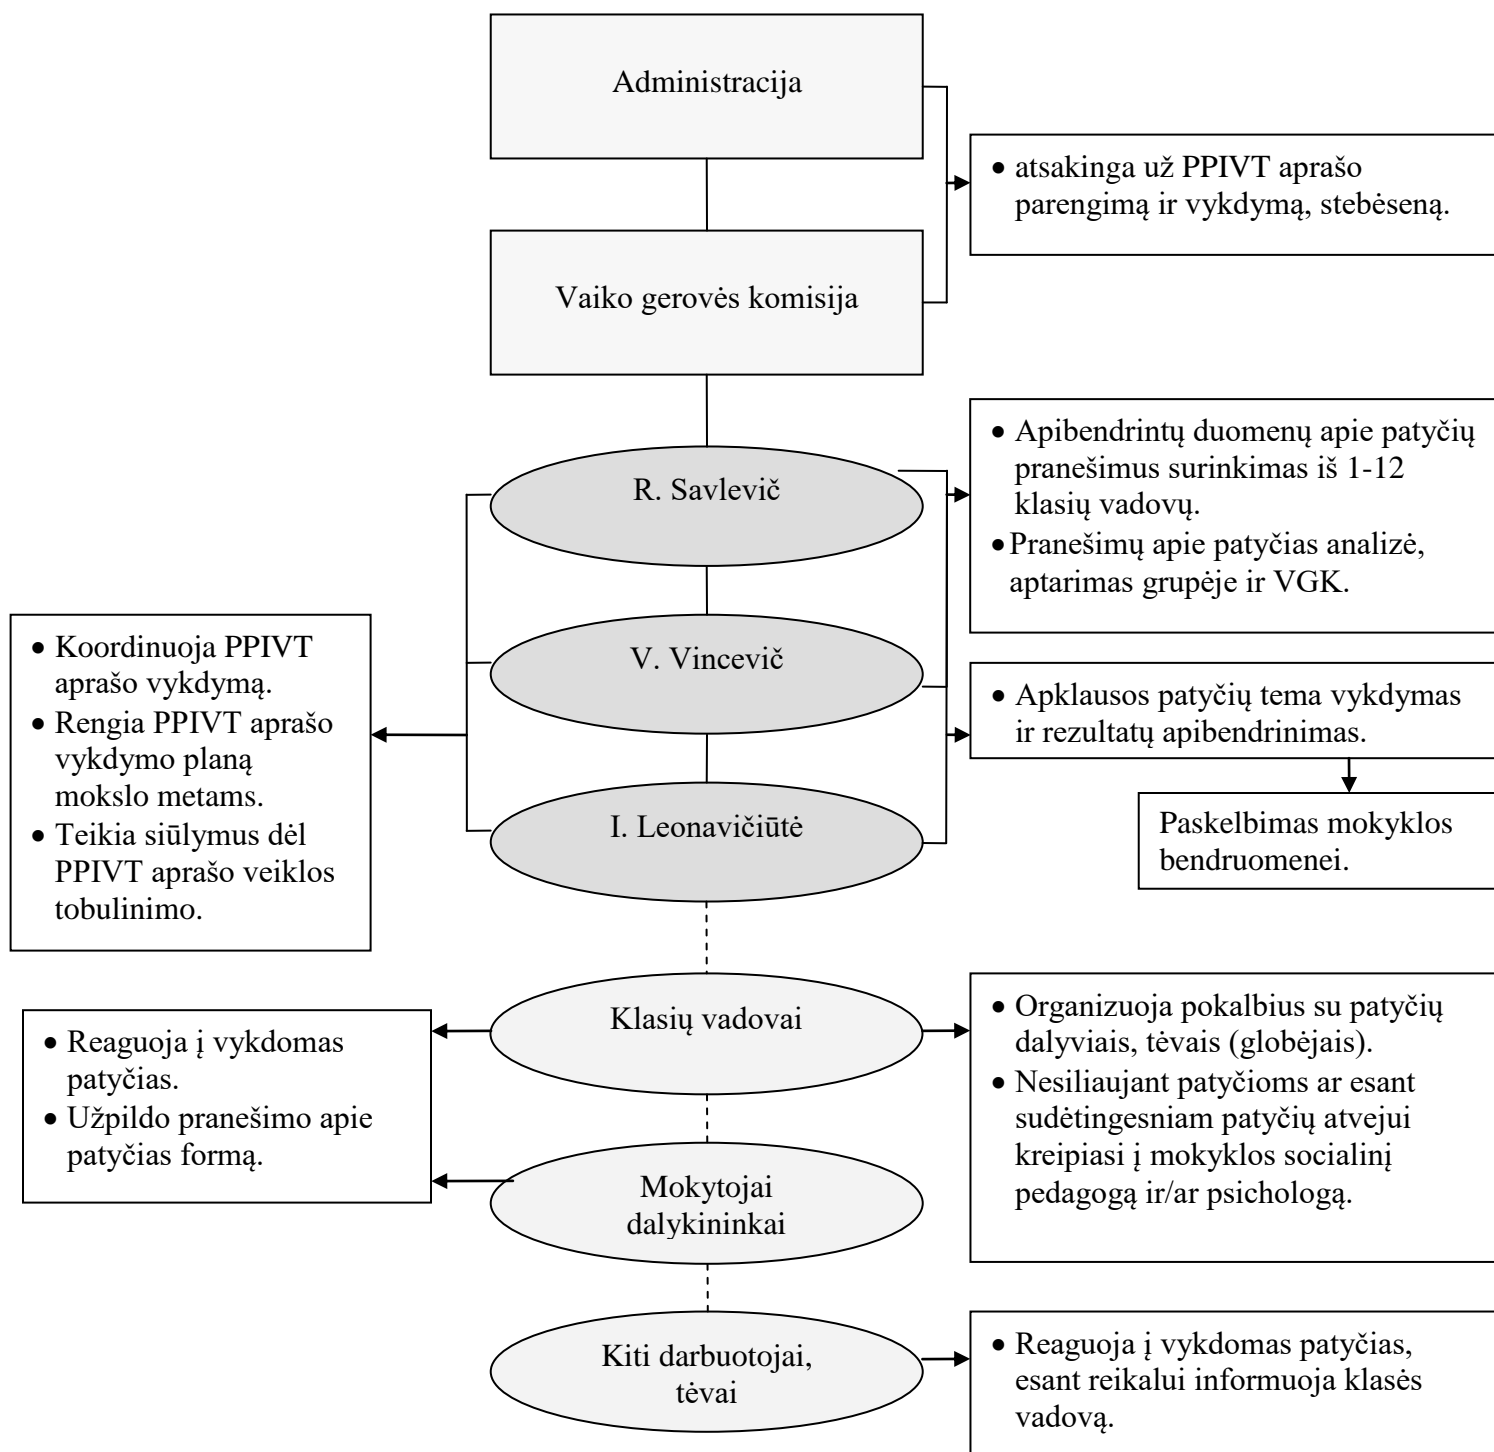 Administracija
• atsakinga už PPIVT aprašo
parengimą ir vykdymą, stebėseną.
Vaiko gerovės komisija
• Apibendrintų duomenų apie patyčių
pranešimus surinkimas iš 1-12
klasių vadovų.
• Pranešimų apie patyčias analizė,
aptarimas grupėje ir VGK.
R. Savlevič
V. Vincevič
I. Leonavičiūtė
• Koordinuoja PPIVT
aprašo vykdymą.
• Rengia PPIVT aprašo
vykdymo planą
mokslo metams.
• Teikia siūlymus dėl
PPIVT aprašo veiklos
tobulinimo.
• Apklausos patyčių tema vykdymas
ir rezultatų apibendrinimas.
Paskelbimas mokyklos
bendruomenei.
Klasių vadovai
• Reaguoja į vykdomas
patyčias.
• Užpildo pranešimo apie
patyčias formą.
• Organizuoja pokalbius su patyčių
dalyviais, tėvais (globėjais).
• Nesiliaujant patyčioms ar esant
sudėtingesniam patyčių atvejui
kreipiasi į mokyklos socialinį
pedagogą ir/ar psichologą.
Mokytojai
dalykininkai
Kiti darbuotojai,
tėvai
• Reaguoja į vykdomas patyčias,
esant reikalui informuoja klasės
vadovą.